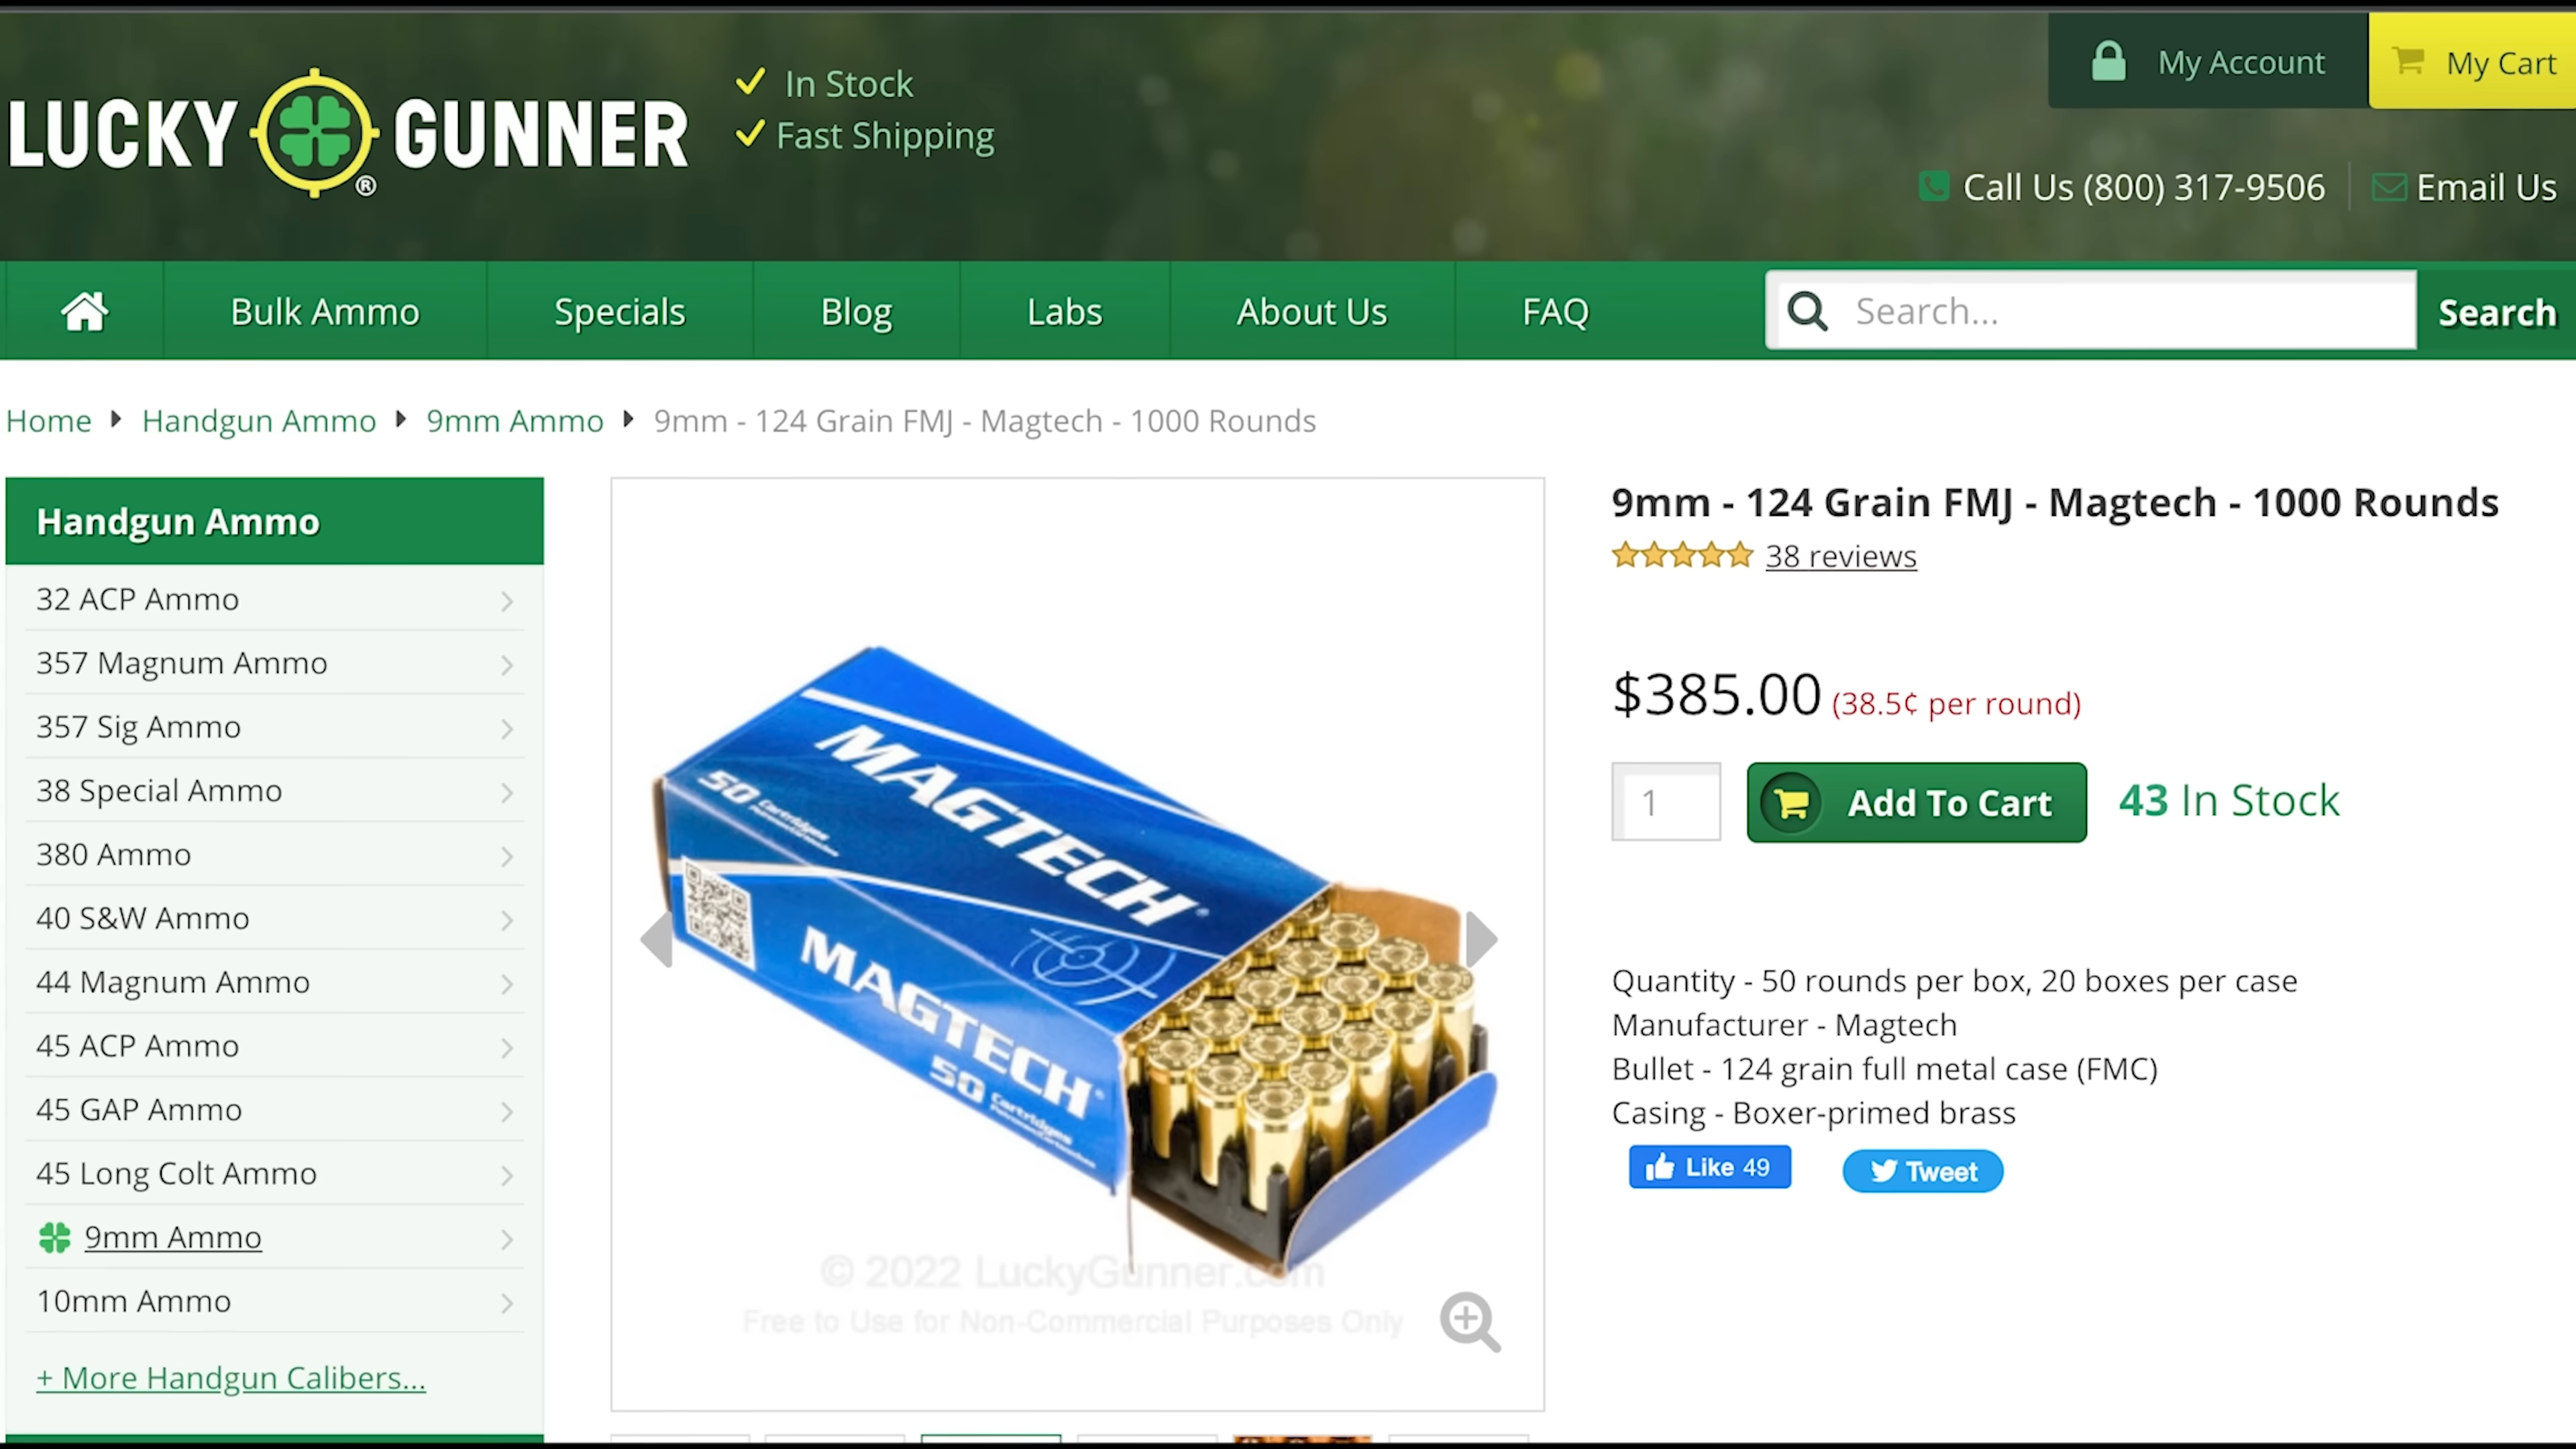 LUCKY GUNNER®
In Stock
Fast Shipping
My Account
My Cart
Call Us (800) 317-9506
Email Us
Bulk Ammo
Specials
Blog
Labs
About Us
FAQ
Search...
Search
Home
Handgun Ammo
9mm Ammo
9mm - 124 Grain FMJ - Magtech - 1000 Rounds
Handgun Ammo
32 ACP Ammo
357 Magnum Ammo
357 Sig Ammo
38 Special Ammo
380 Ammo
40 S&W Ammo
44 Magnum Ammo
45 ACP Ammo
45 GAP Ammo
45 Long Colt Ammo
9mm Ammo
10mm Ammo
+ More Handgun Calibers...
MAGTECH
50 Cartridges
MAGTECH
50 Cartridges
© 2022 LuckyGunner.com
Free to Use for Non-Commercial Purposes Only
9mm - 124 Grain FMJ - Magtech - 1000 Rounds
38 reviews
$385.00 (38.5¢ per round)
1
Add To Cart
43 In Stock
Quantity - 50 rounds per box, 20 boxes per case
Manufacturer - Magtech
Bullet - 124 grain full metal case (FMC)
Casing - Boxer-primed brass
Like 49
Tweet